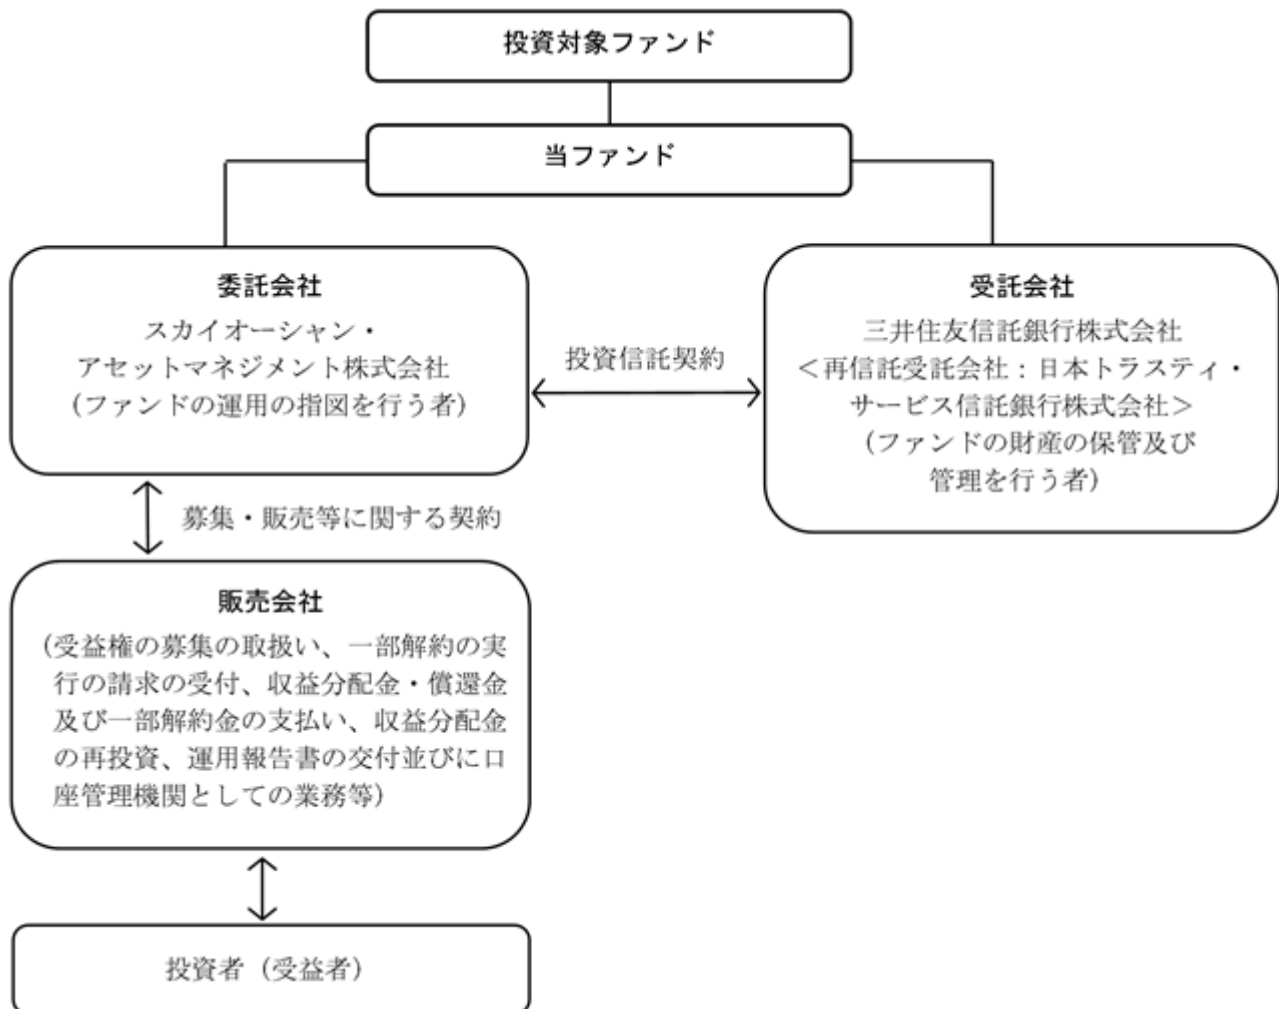 投資対象ファンド
当ファンド
委託会社
スカイオーシャン・
アセットマネジメント株式会社
(ファンドの運用の指図を行う者)
投資信託契約
受託会社
三井住友信託銀行株式会社
<再信託受託会社：日本トラスティ・
サービス信託銀行株式会社>
(ファンドの財産の保管及び
管理を行う者)
募集・販売等に関する契約
販売会社
(受益権の募集の取扱い、一部解約の実
行の請求の受付、収益分配金・償還金
及び一部解約金の支払い、収益分配金
の再投資、運用報告書の交付並びに口
座管理機関としての業務等)
投資者（受益者）